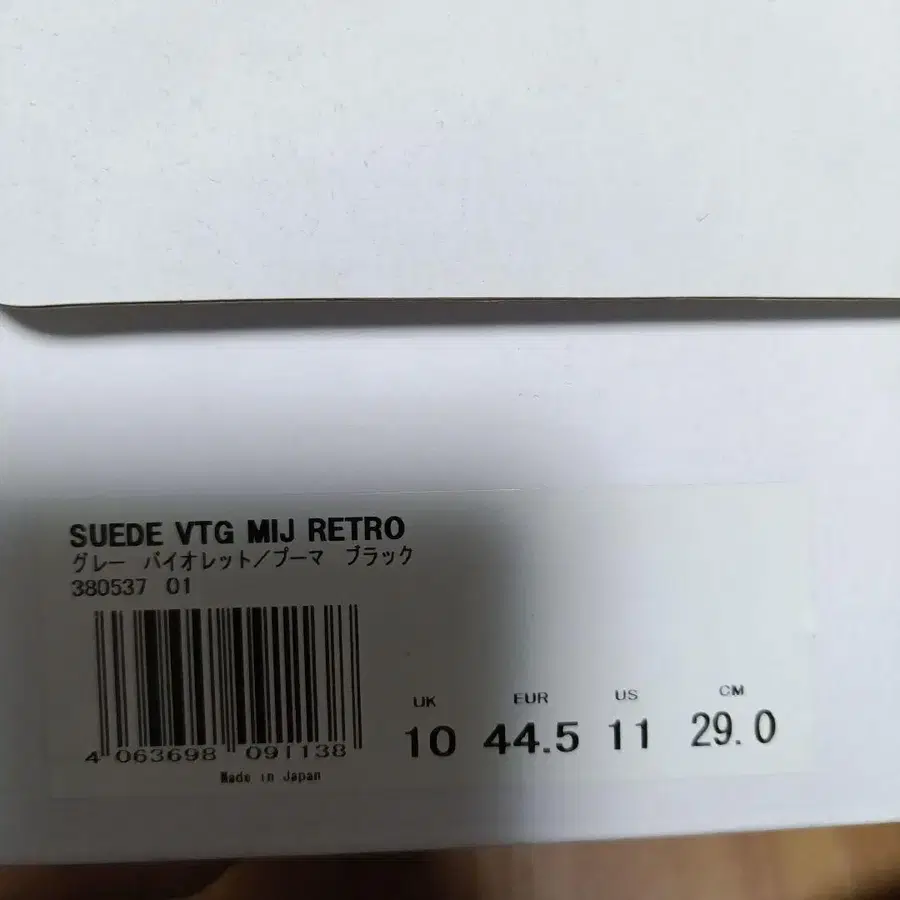 SUEDE VTG MIJ RETRO
グレー バイオレット/プーマ ブラック
380537 01
UK EUR US CM
10 44.5 11 29.0
4 063698 091138
Made in Japan